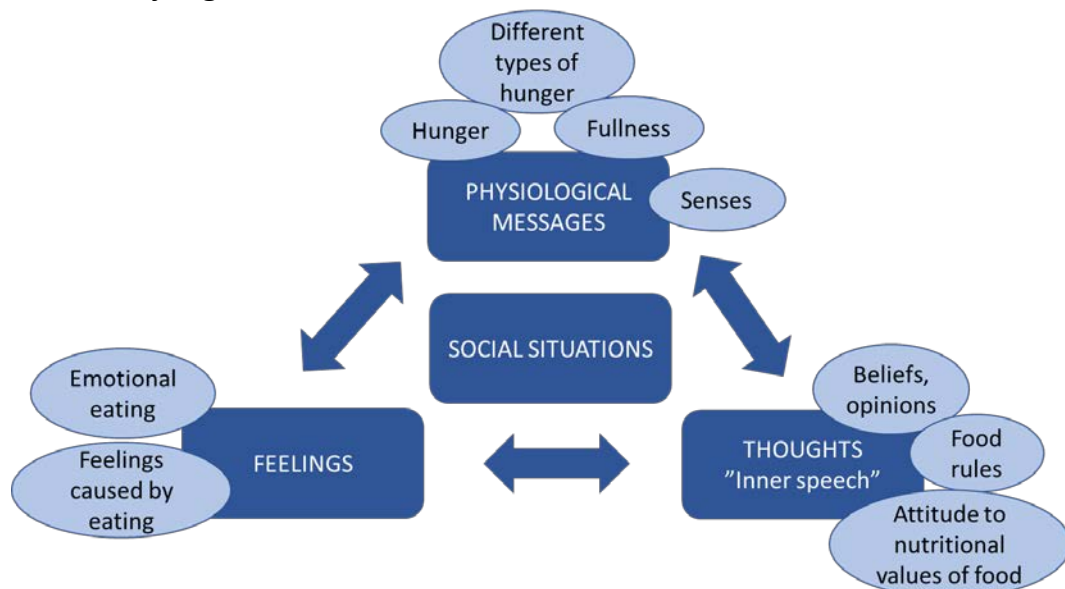 Different
types of
hunger
Hunger
Fullness
PHYSIOLOGICAL
MESSAGES
Senses
SOCIAL SITUATIONS
Emotional
eating
Feelings
caused by
eating
FEELINGS
Beliefs,
opinions
THOUGHTS
”Inner speech”
Food
rules
Attitude to
nutritional
values of food